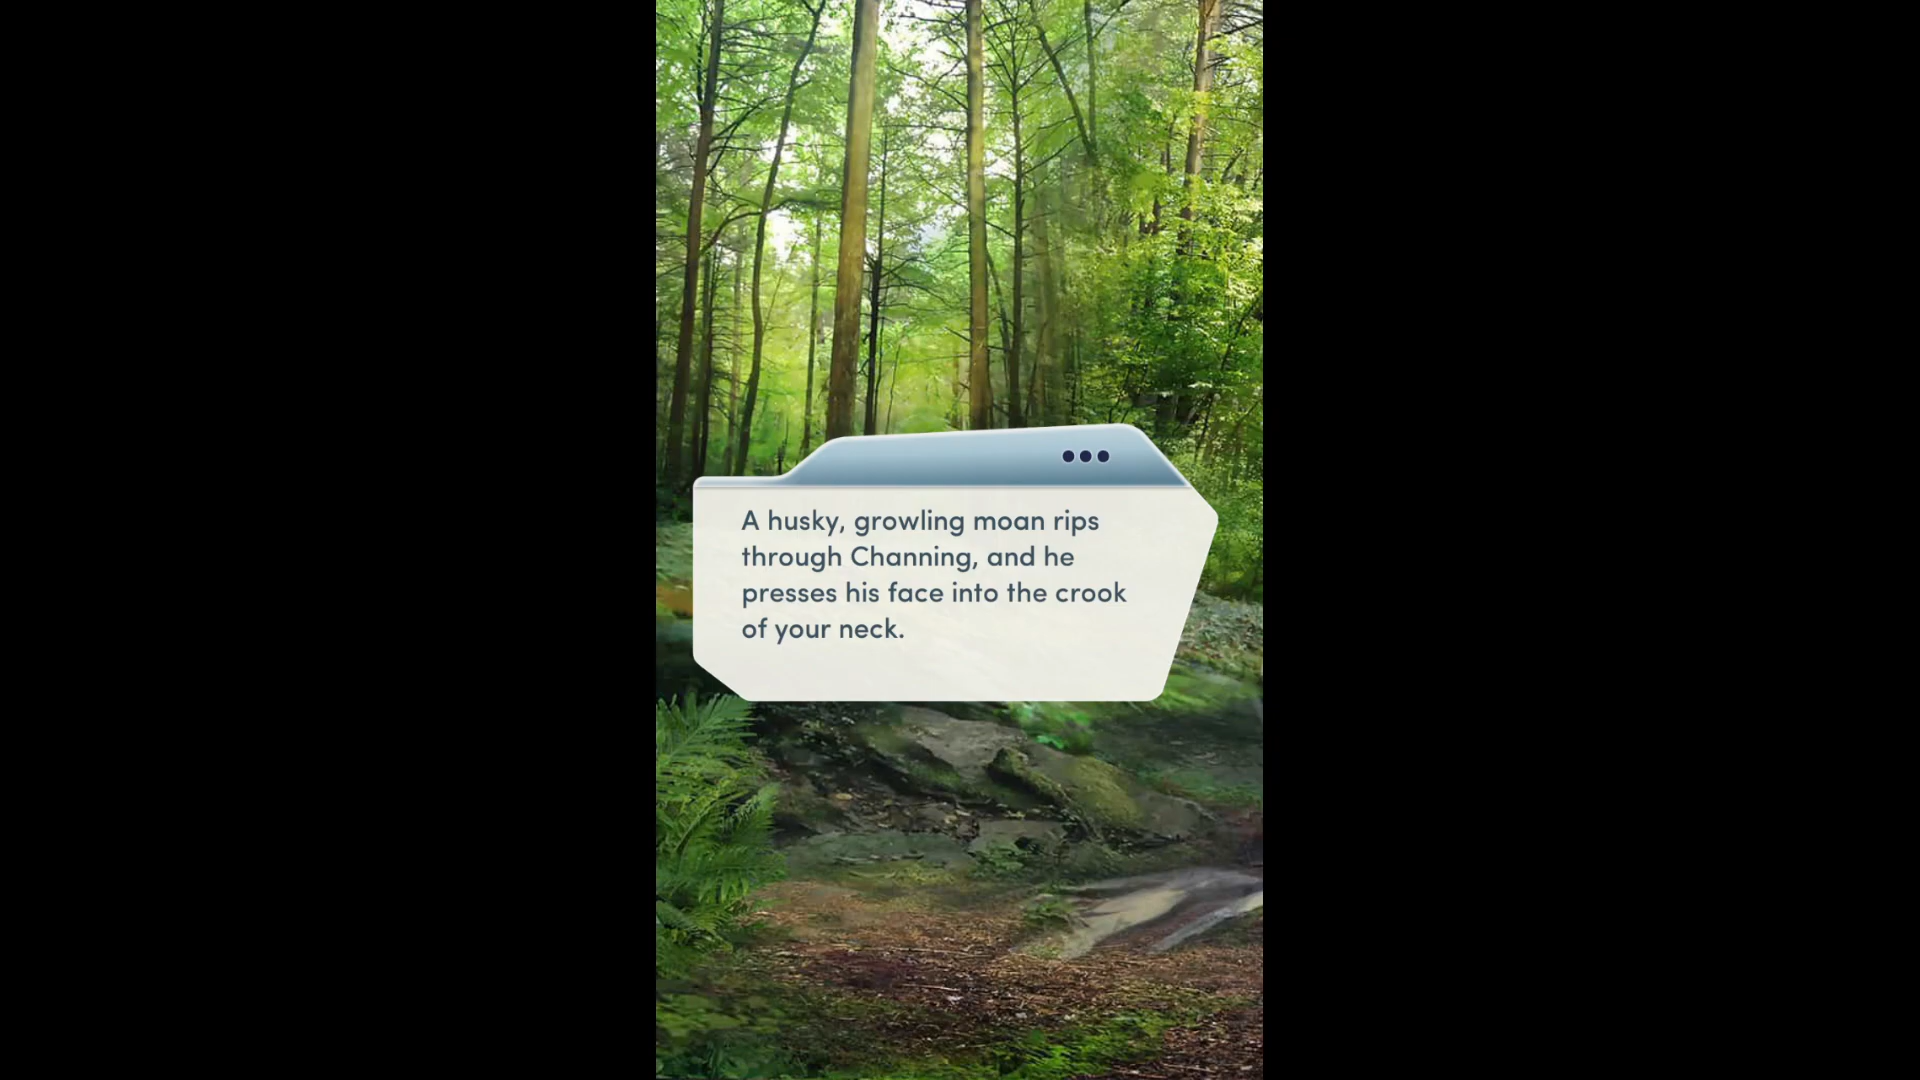 A husky, growling moan rips
through Channing, and he
presses his face into the crook
of your neck.